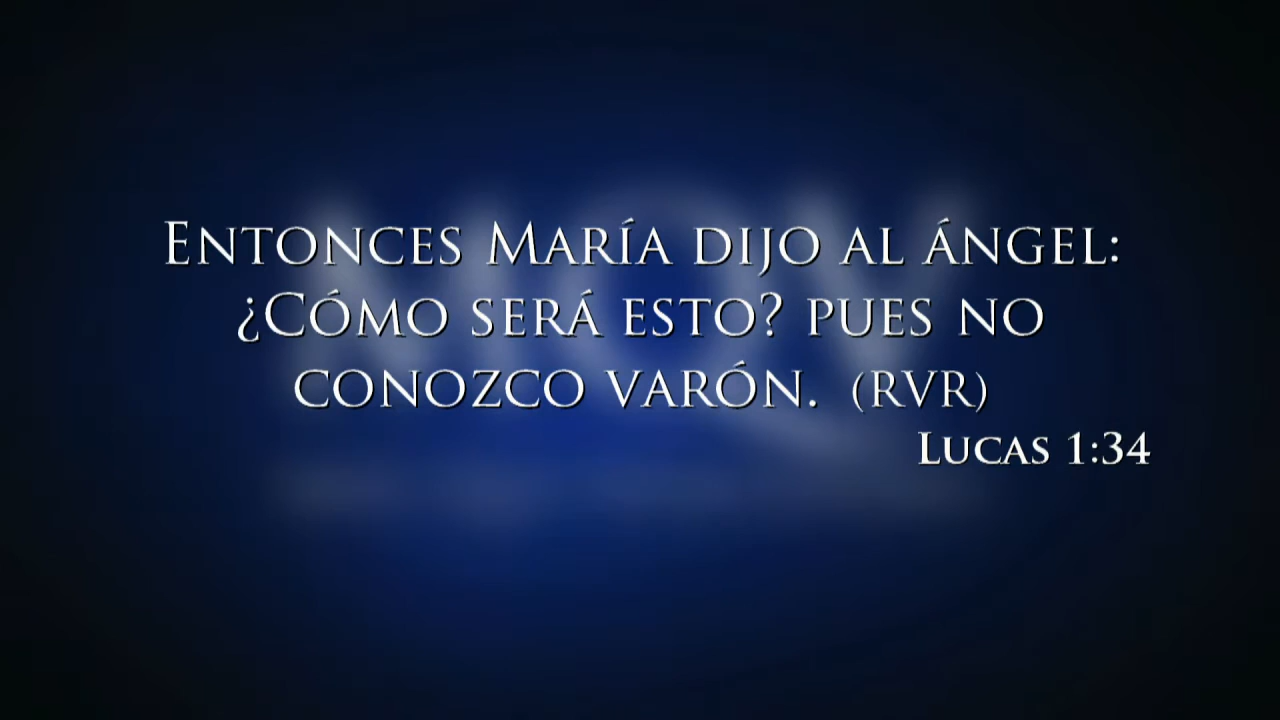 Entonces María dijo al ángel:
¿Cómo será esto? pues no
conozco varón. (RVR)
Lucas 1:34